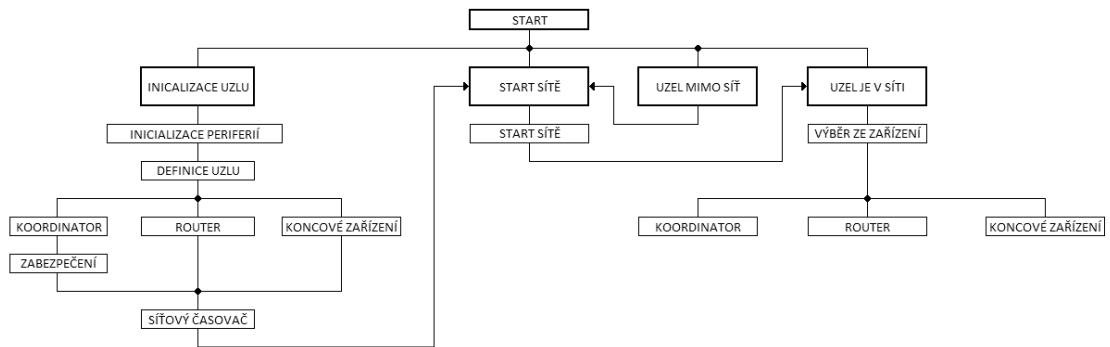 START
INICALIZACE UZLU
START SÍTĚ
UZEL MIMO SÍŤ
UZEL JE V SÍTI
INICIALIZACE PERIFERIÍ
START SÍTĚ
VÝBĚR ZE ZAŘÍZENÍ
DEFINICE UZLU
KOORDINATOR
ROUTER
KONCOVÉ ZAŘÍZENÍ
KOORDINATOR
ROUTER
KONCOVÉ ZAŘÍZENÍ
ZABEZPEČENÍ
SÍŤOVÝ ČASOVAČ